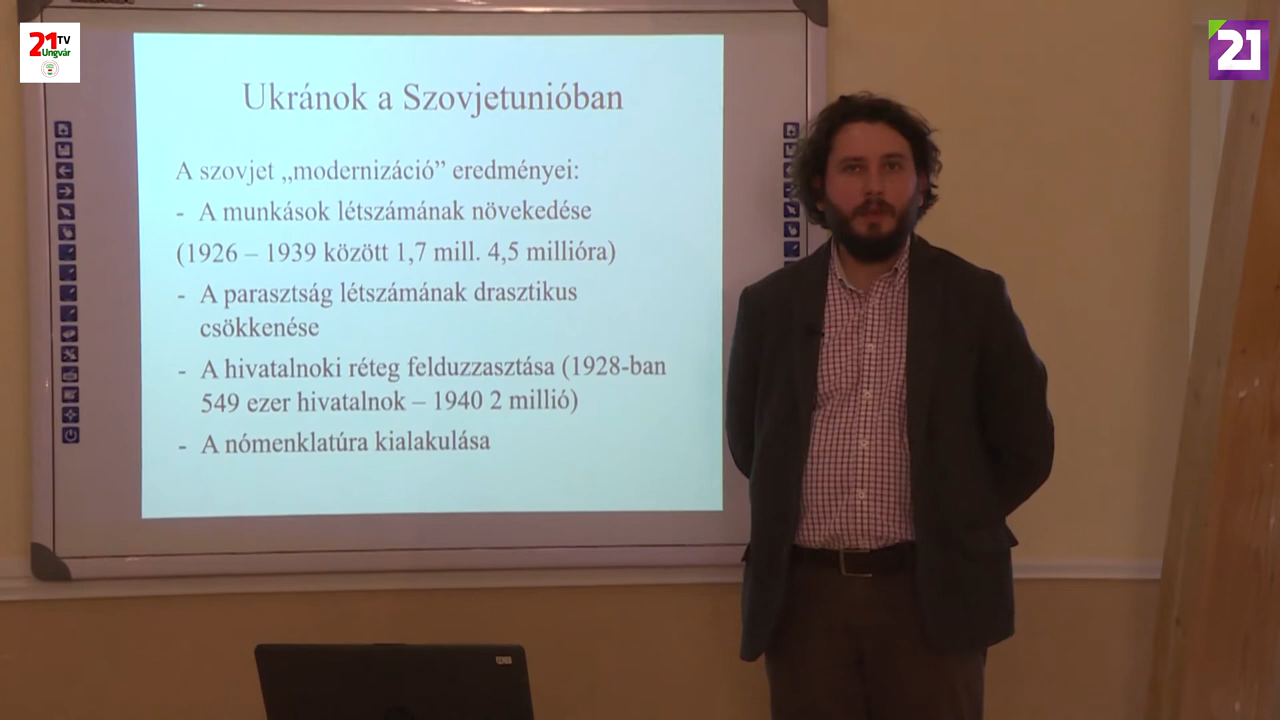 21 TV
Ungvár
21
Ukránok a Szovjetunióban
A szovjet „modernizáció” eredményei:
- A munkások létszámának növekedése
(1926 – 1939 között 1,7 mill. 4,5 millióra)
- A parasztság létszámának drasztikus
csökkenése
- A hivatalnoki réteg felduzzasztása (1928-ban
549 ezer hivatalnok – 1940 2 millió)
- A nómenklatúra kialakulása